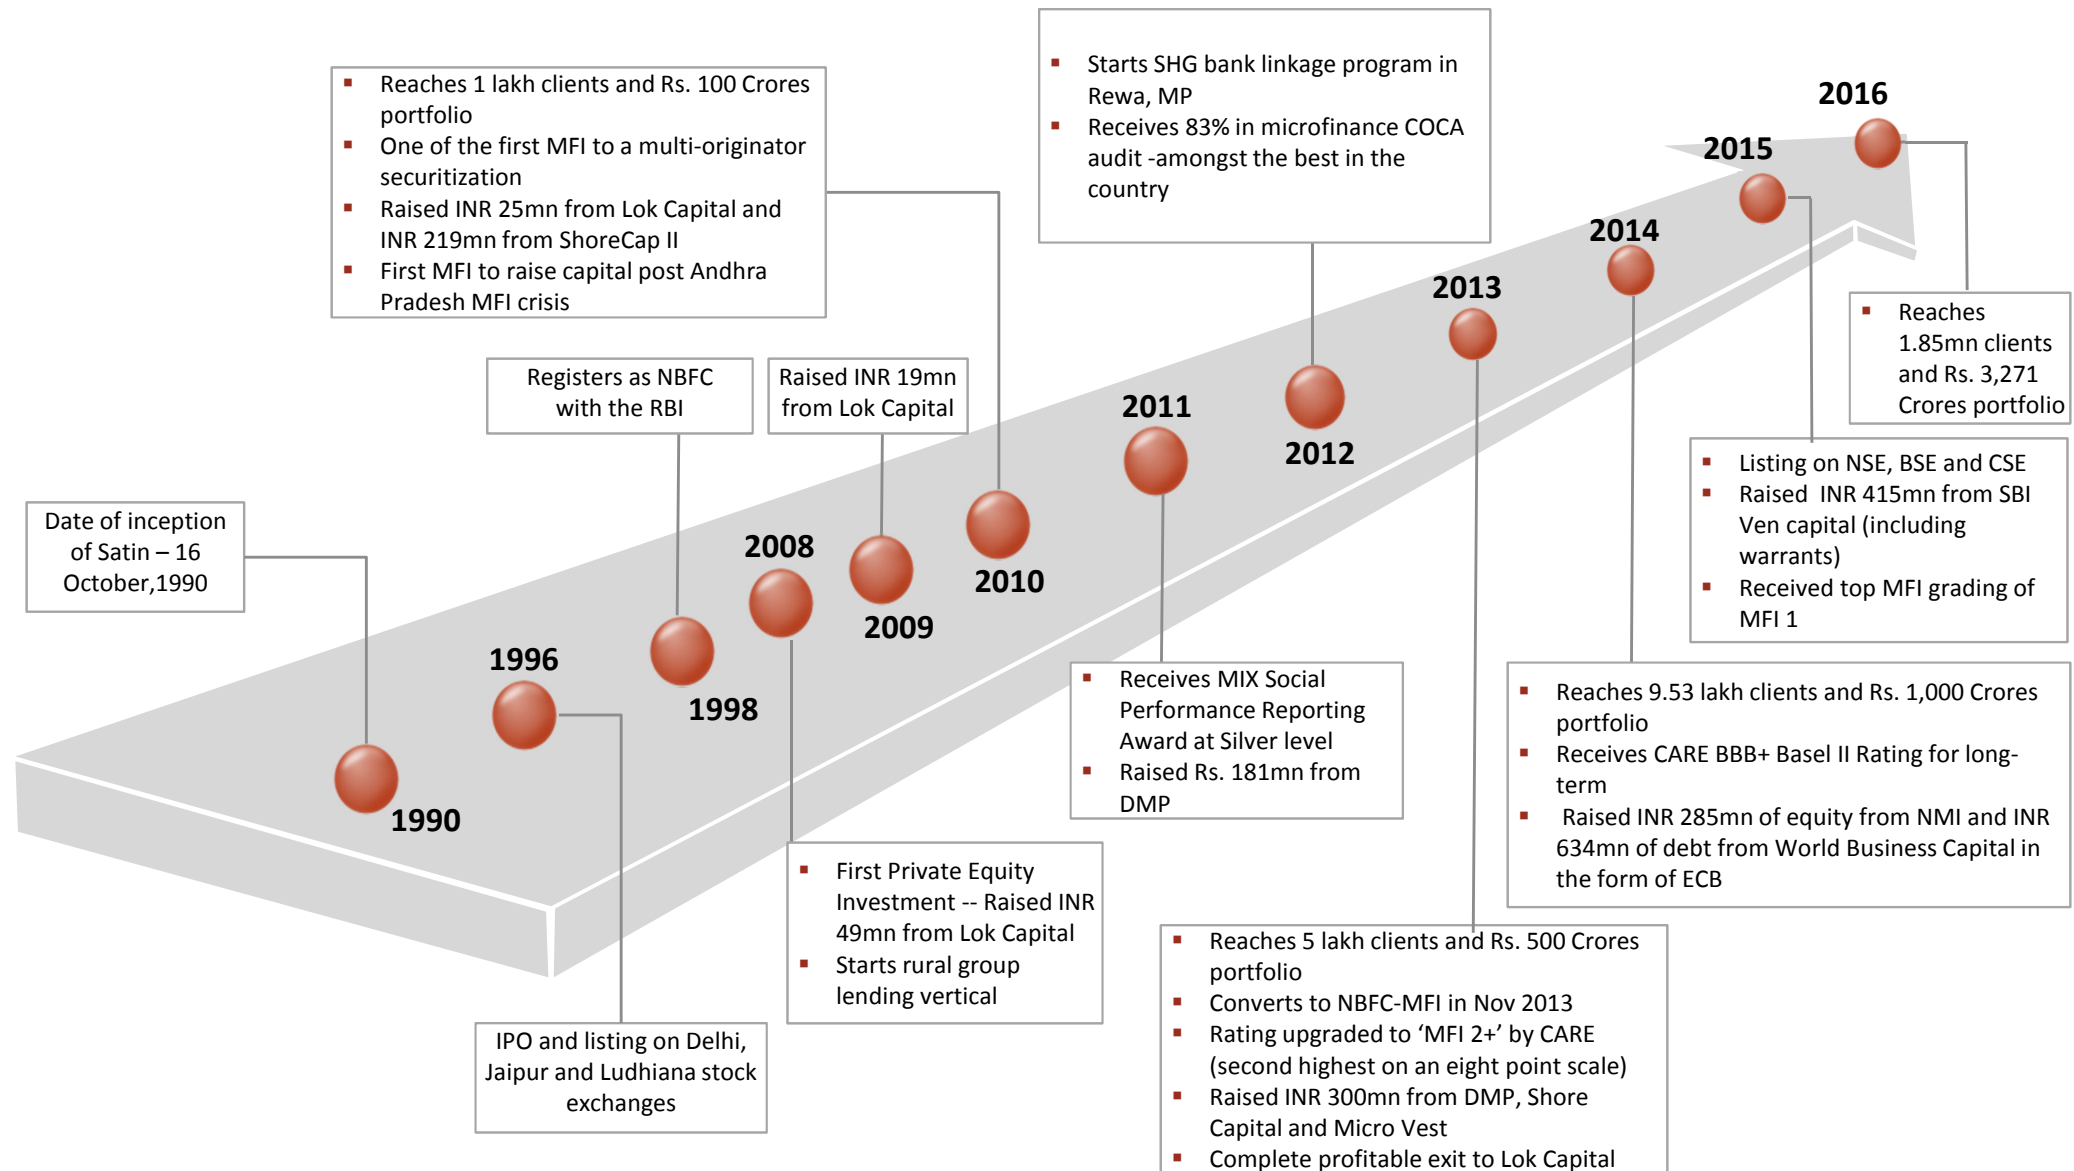 Date of inception
of Satin – 16
October,1990
1990
1996
IPO and listing on Delhi,
Jaipur and Ludhiana stock
exchanges
Registers as NBFC
with the RBI
1998
2008
▪ First Private Equity
Investment -- Raised INR
49mn from Lok Capital
▪ Starts rural group
lending vertical
Raised INR 19mn
from Lok Capital
2009
▪ Reaches 1 lakh clients and Rs. 100 Crores
portfolio
▪ One of the first MFI to a multi-originator
securitization
▪ Raised INR 25mn from Lok Capital and
INR 219mn from ShoreCap II
▪ First MFI to raise capital post Andhra
Pradesh MFI crisis
2010
2011
▪ Receives MIX Social
Performance Reporting
Award at Silver level
▪ Raised Rs. 181mn from
DMP
▪ Starts SHG bank linkage program in
Rewa, MP
▪ Receives 83% in microfinance COCA
audit -amongst the best in the
country
2012
2013
▪ Reaches 5 lakh clients and Rs. 500 Crores
portfolio
▪ Converts to NBFC-MFI in Nov 2013
▪ Rating upgraded to ‘MFI 2+’ by CARE
(second highest on an eight point scale)
▪ Raised INR 300mn from DMP, Shore
Capital and Micro Vest
▪ Complete profitable exit to Lok Capital
2014
▪ Reaches 9.53 lakh clients and Rs. 1,000 Crores
portfolio
▪ Receives CARE BBB+ Basel II Rating for long-
term
▪ Raised INR 285mn of equity from NMI and INR
634mn of debt from World Business Capital in
the form of ECB
2015
▪ Listing on NSE, BSE and CSE
▪ Raised INR 415mn from SBI
Ven capital (including
warrants)
▪ Received top MFI grading of
MFI 1
2016
▪ Reaches
1.85mn clients
and Rs. 3,271
Crores portfolio